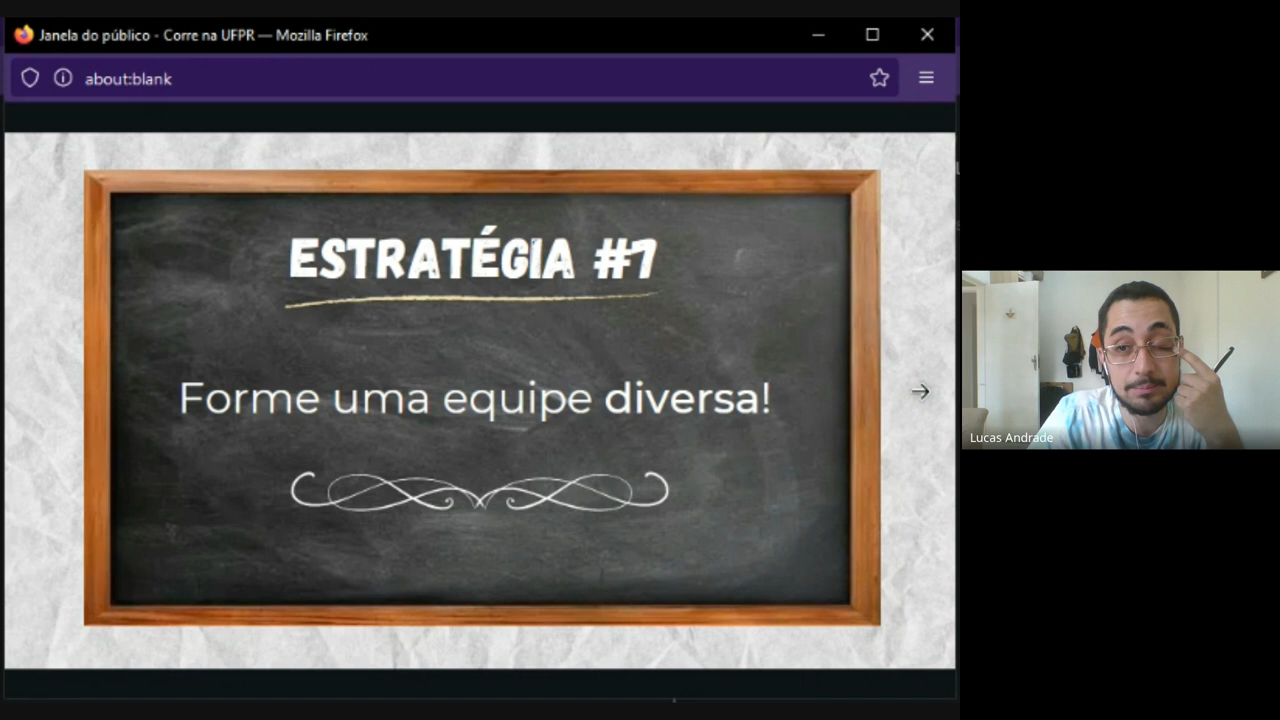 Janela do público - Corre na UFPR — Mozilla Firefox
about:blank
ESTRATÉGIA #7
Forme uma equipe diversa!
Lucas Andrade